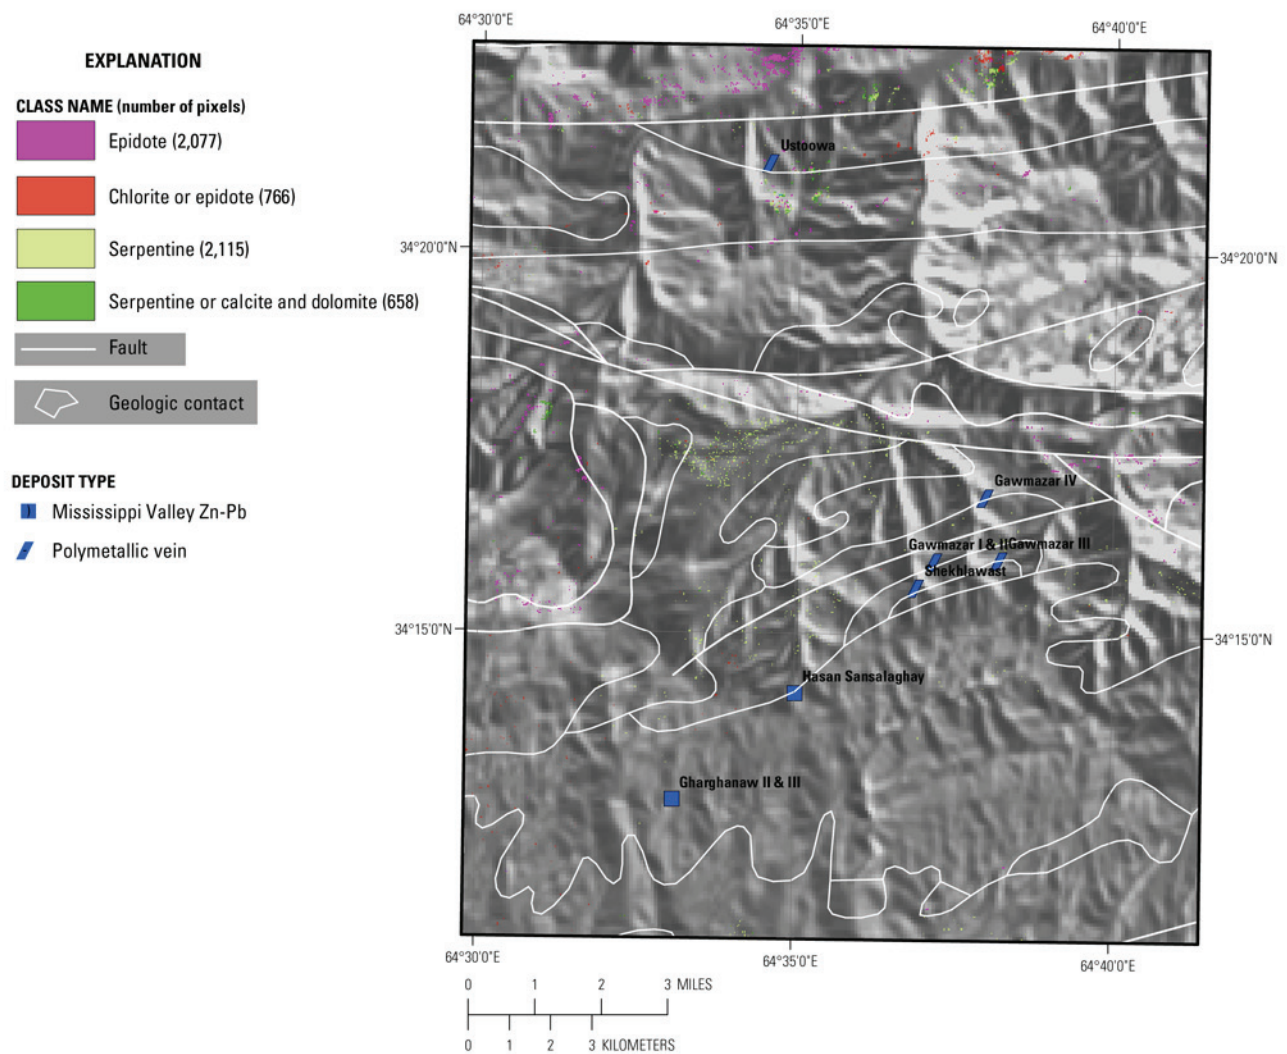 64°30'0"E
64°35'0"E
64°40'0"E
EXPLANATION
CLASS NAME (number of pixels)
Epidote (2,077)
Chlorite or epidote (766)
Serpentine (2,115)
Serpentine or calcite and dolomite (658)
Fault
Geologic contact
DEPOSIT TYPE
Mississippi Valley Zn-Pb
Polymetallic vein
Ustoowa
34°20'0"N
34°20'0"N
Gawmazar IV
Gawmazar I & II
Gawmazar III
Shekhlawast
34°15'0"N
34°15'0"N
Hasan Sansalaghay
Gharghanaw II & III
64°30'0"E
64°35'0"E
64°40'0"E
0 1 2 3 MILES
0 1 2 3 KILOMETERS